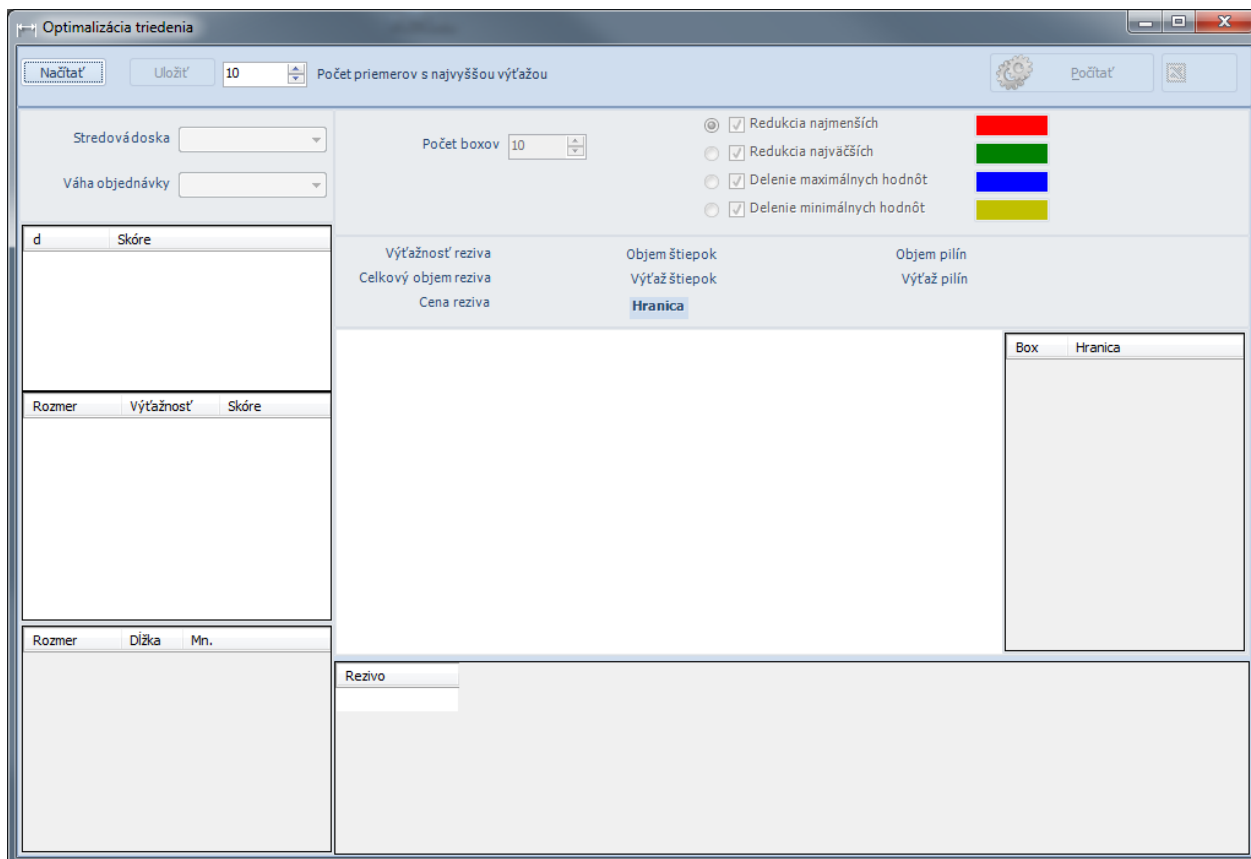 Optimalizácia triedenia
Načítať Uložiť 10 Počet priemerov s najvyššou výťažou Počítať
Stredová doska
Váha objednávky
Počet boxov 10
Redukcia najmenších
Redukcia najväčších
Delenie maximálnych hodnôt
Delenie minimálnych hodnôt
d Skóre
Výťažnosť reziva Objem štiepok Objem pilín
Celkový objem reziva Výťaž štiepok Výťaž pilín
Cena reziva Hranica
Box Hranica
Rozmer Výťažnosť Skóre
Rozmer Dĺžka Mn.
Rezivo